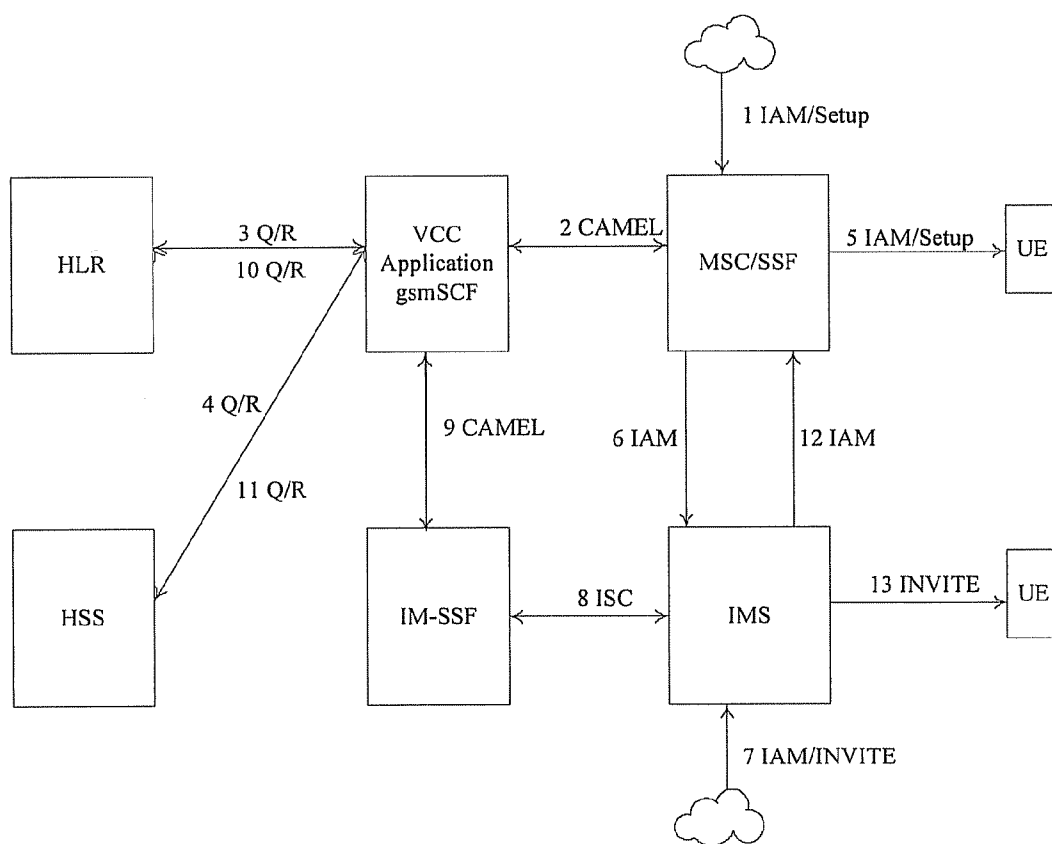 1 IAM/Setup
HLR
3 Q/R
10 Q/R
VCC
Application
gsmSCF
2 CAMEL
MSC/SSF
5 IAM/Setup
UE
4 Q/R
11 Q/R
9 CAMEL
6 IAM
12 IAM
HSS
IM-SSF
8 ISC
IMS
13 INVITE
UE
7 IAM/INVITE